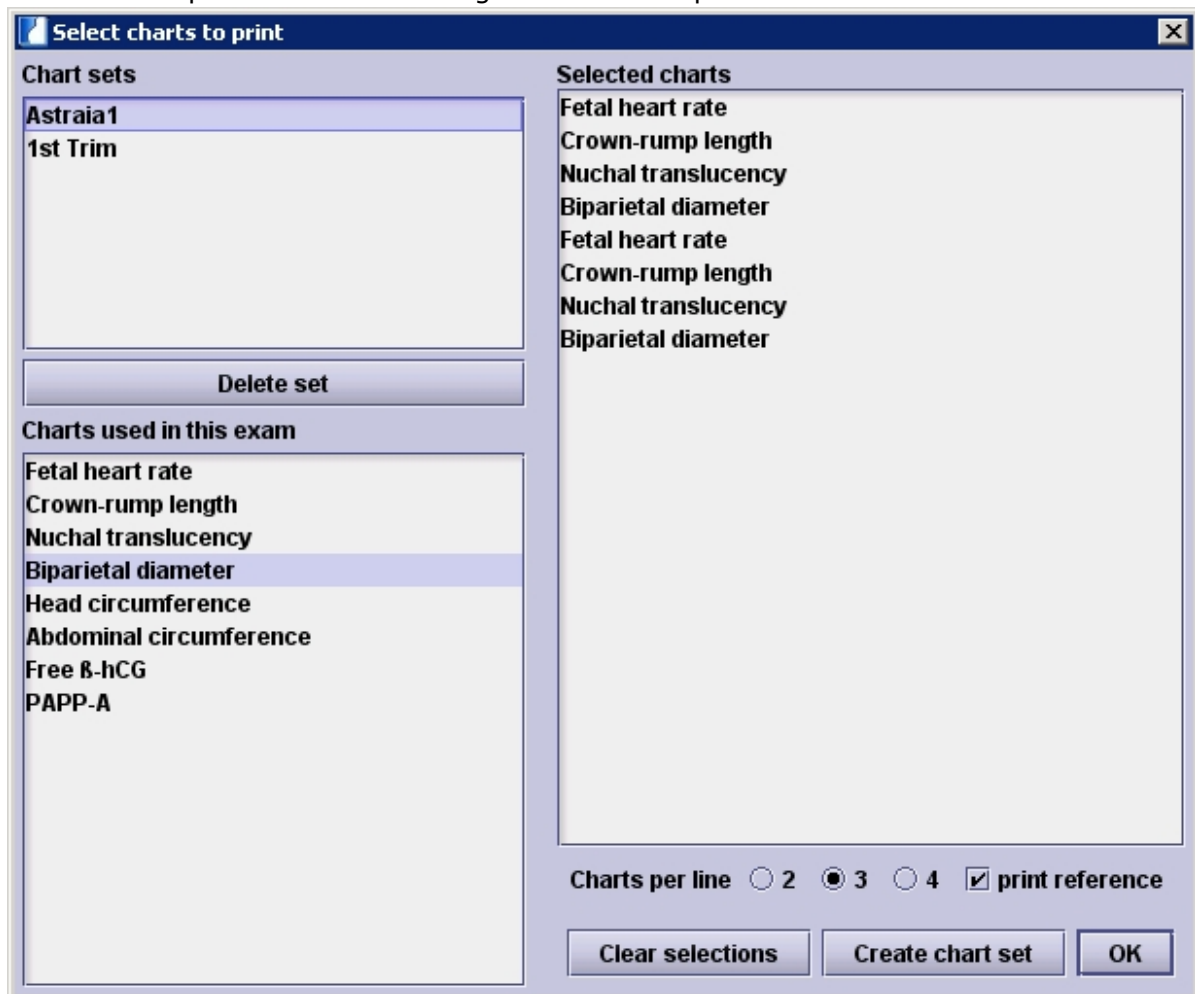 Select charts to print
Chart sets
Astraia1
1st Trim
Delete set
Charts used in this exam
Fetal heart rate
Crown-rump length
Nuchal translucency
Biparietal diameter
Head circumference
Abdominal circumference
Free ß-hCG
PAPP-A
Selected charts
Fetal heart rate
Crown-rump length
Nuchal translucency
Biparietal diameter
Fetal heart rate
Crown-rump length
Nuchal translucency
Biparietal diameter
Charts per line 2 3 4 print reference
Clear selections Create chart set OK